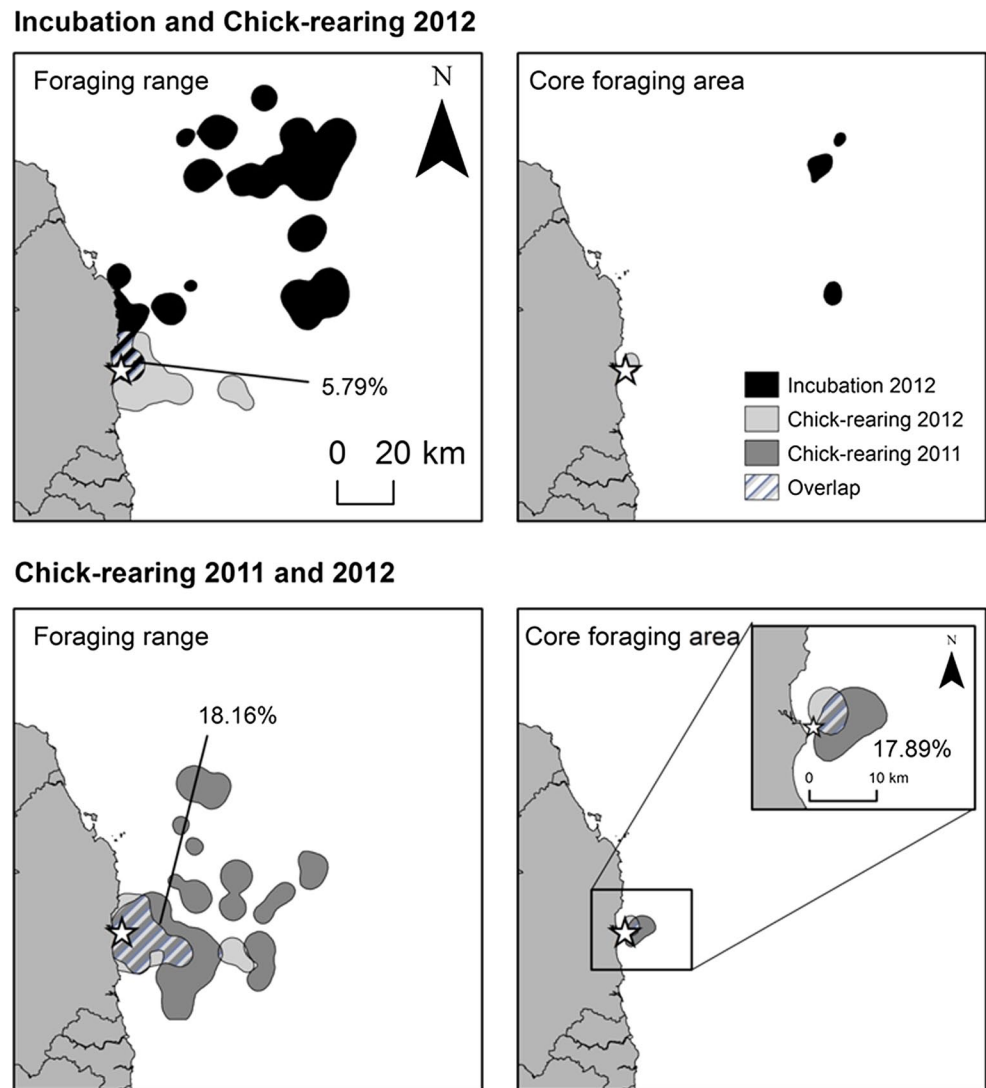 Incubation and Chick-rearing 2012
Foraging range
N
5.79%
0 20 km
Core foraging area
Incubation 2012
Chick-rearing 2012
Chick-rearing 2011
Overlap
Chick-rearing 2011 and 2012
Foraging range
18.16%
Core foraging area
N
17.89%
0 10 km